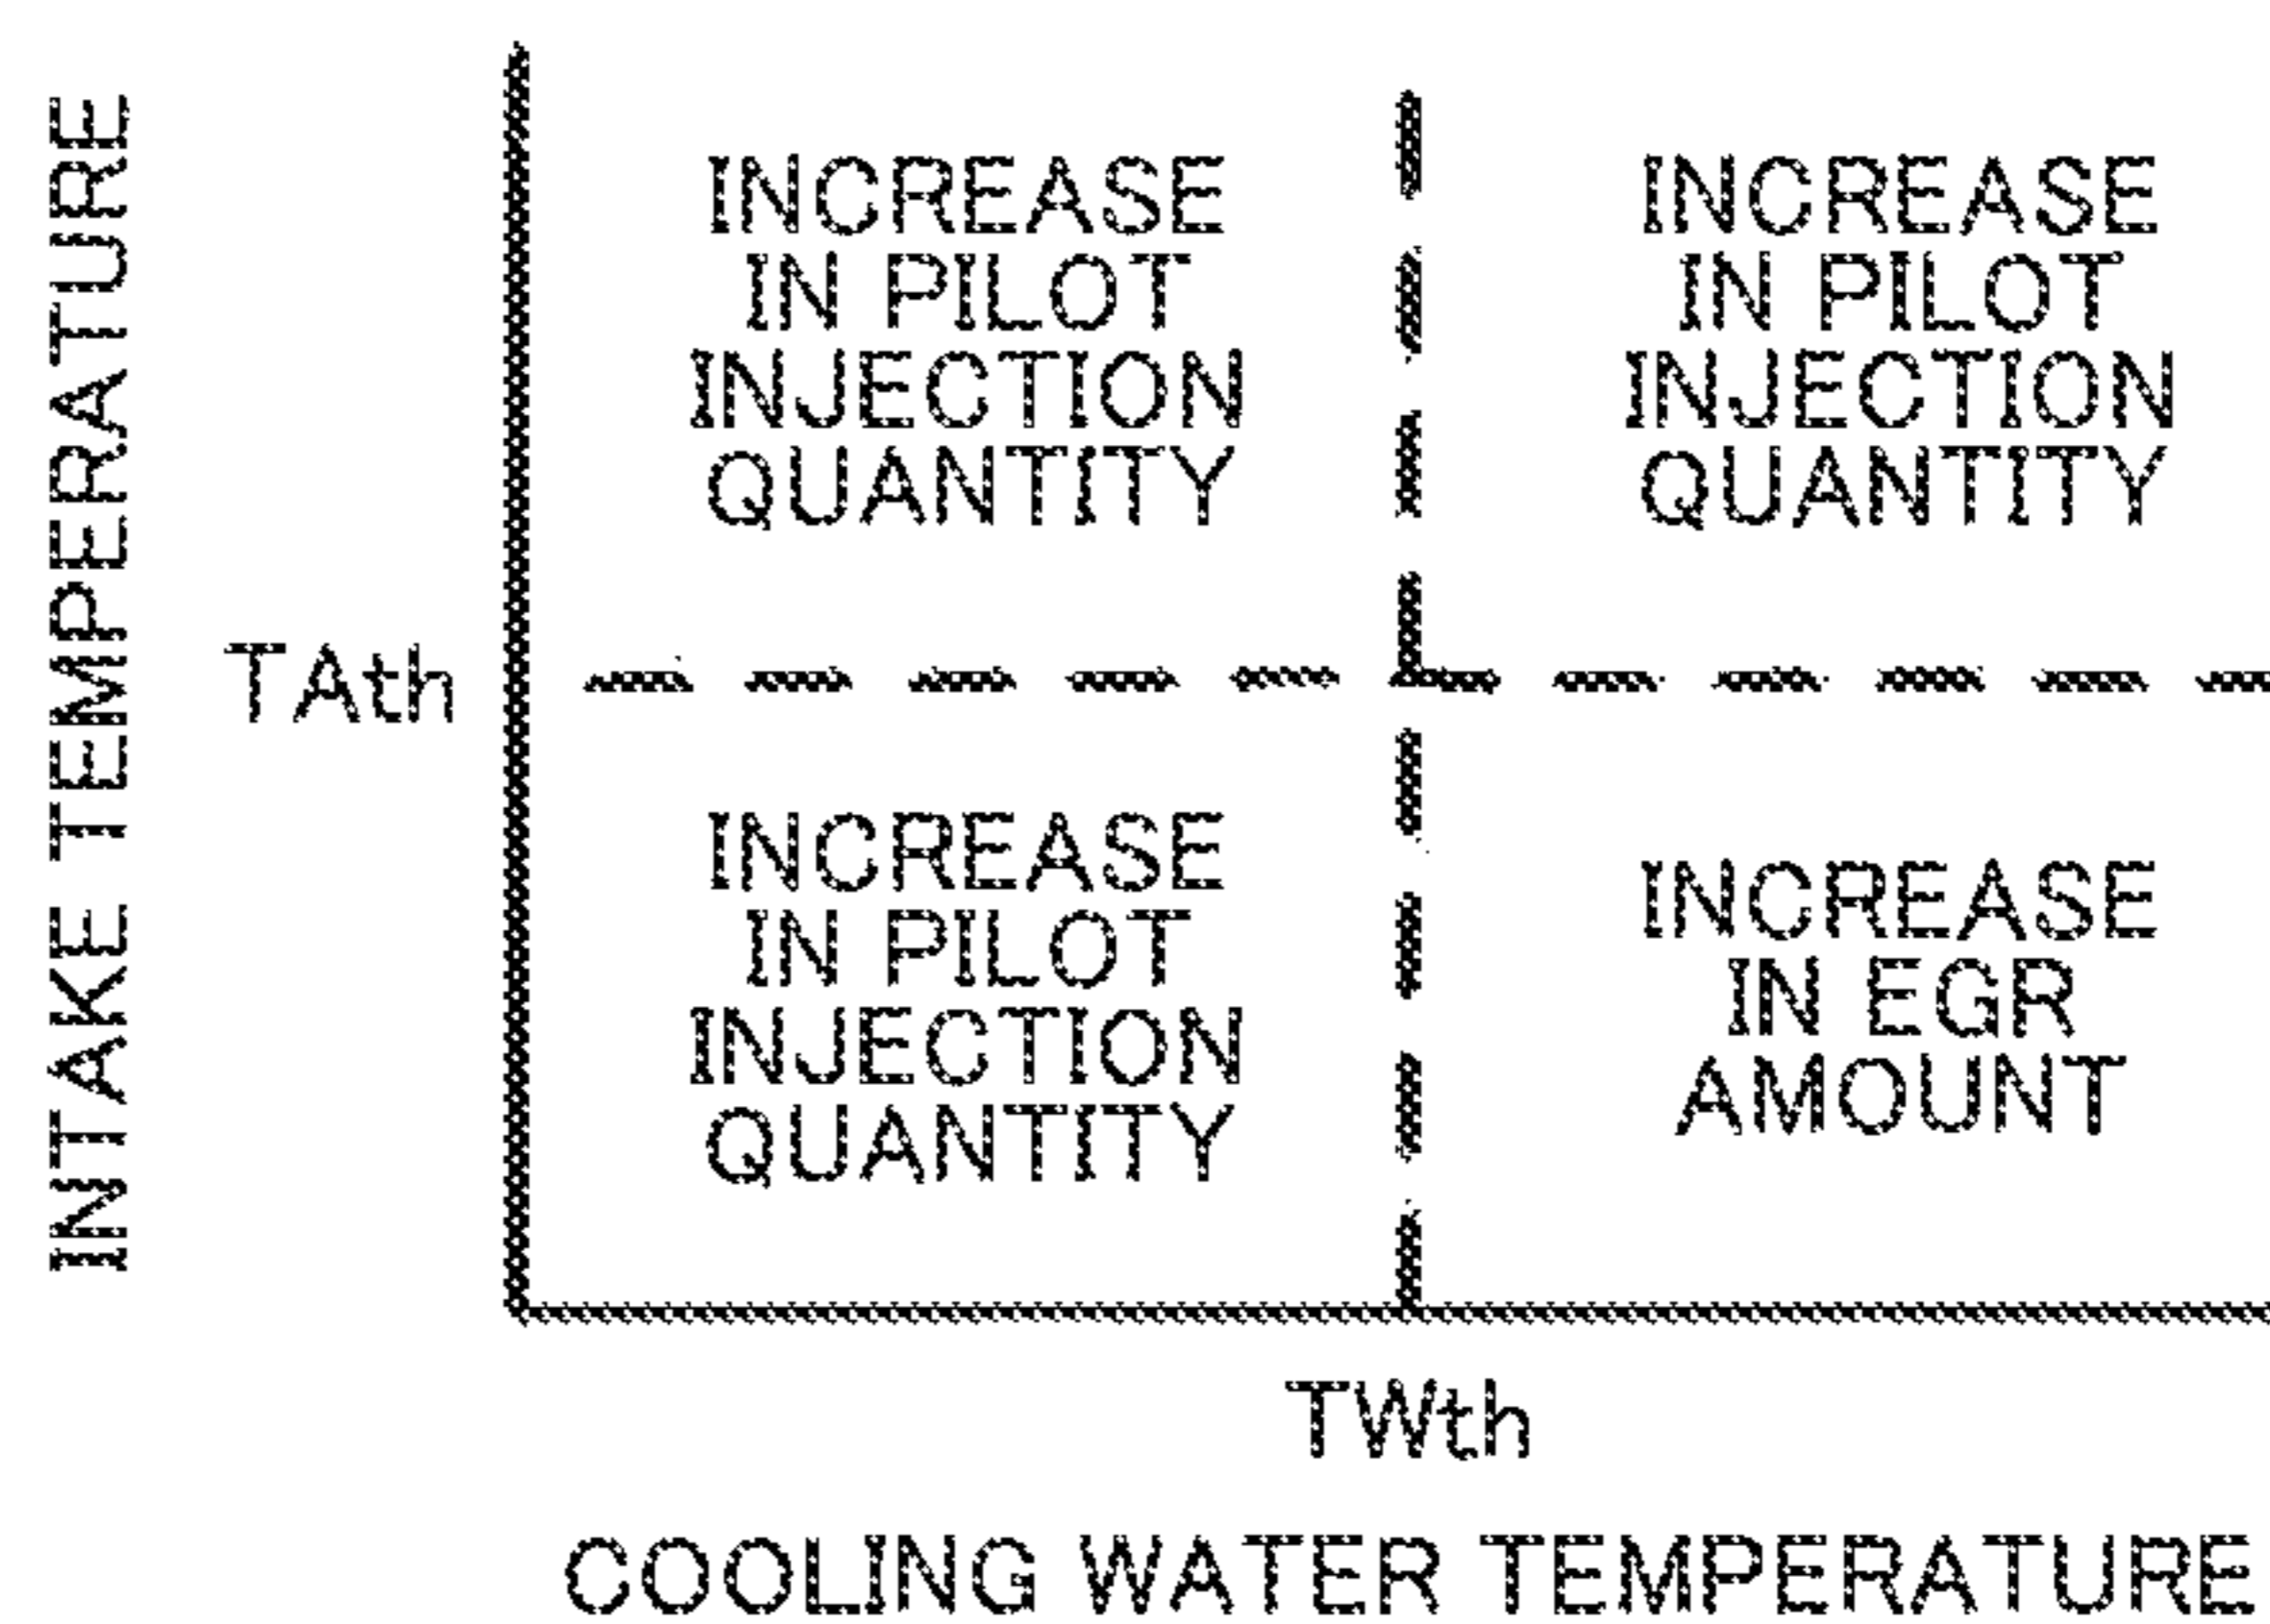 INTAKE TEMPERATURE
INCREASE
IN PILOT
INJECTION
QUANTITY
INCREASE
IN PILOT
INJECTION
QUANTITY
TAth
INCREASE
IN PILOT
INJECTION
QUANTITY
INCREASE
IN EGR
AMOUNT
TWth
COOLING WATER TEMPERATURE